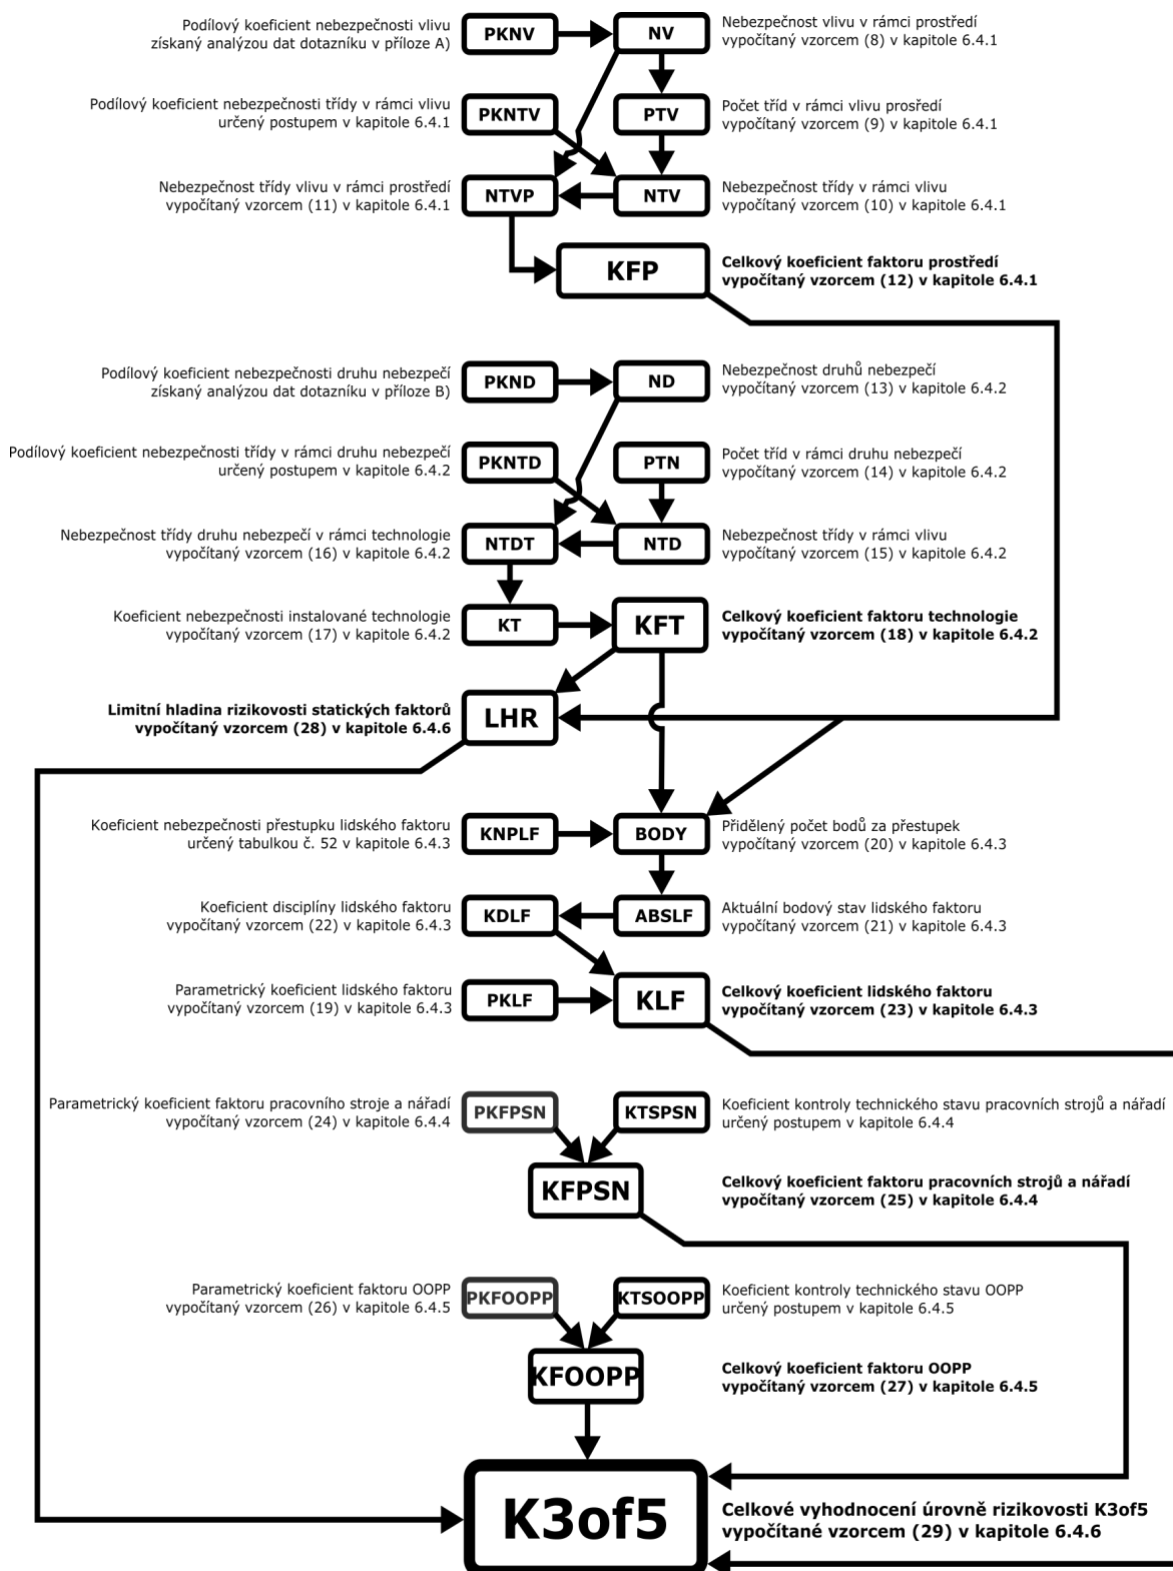 Podílový koeficient nebezpečnosti vlivu
získaný analýzou dat dotazníku v příloze A)
PKNV
NV
Nebezpečnost vlivu v rámci prostředí
vypočítaný vzorcem (8) v kapitole 6.4.1
Podílový koeficient nebezpečnosti třídy v rámci vlivu
určený postupem v kapitole 6.4.1
PKNTV
PTV
Počet tříd v rámci vlivu prosředí
vypočítaný vzorcem (9) v kapitole 6.4.1
Nebezpečnost třídy vlivu v rámci prostředí
vypočítaný vzorcem (11) v kapitole 6.4.1
NTVP
NTV
Nebezpečnost třídy v rámci vlivu
vypočítaný vzorcem (10) v kapitole 6.4.1
KFP
Celkový koeficient faktoru prostředí
vypočítaný vzorcem (12) v kapitole 6.4.1
Podílový koeficient nebezpečnosti druhu nebezpečí
získaný analýzou dat dotazníku v příloze B)
PKND
ND
Nebezpečnost druhů nebezpečí
vypočítaný vzorcem (13) v kapitole 6.4.2
Podílový koeficient nebezpečnosti třídy v rámci druhu nebezpečí
určený postupem v kapitole 6.4.2
PKNTD
PTN
Počet tříd v rámci druhu nebezpečí
vypočítaný vzorcem (14) v kapitole 6.4.2
Nebezpečnost třídy druhu nebezpečí v rámci technologie
vypočítaný vzorcem (16) v kapitole 6.4.2
NTDT
NTD
Nebezpečnost třídy v rámci vlivu
vypočítaný vzorcem (15) v kapitole 6.4.2
Koeficient nebezpečnosti instalované technologie
vypočítaný vzorcem (17) v kapitole 6.4.2
KT
KFT
Celkový koeficient faktoru technologie
vypočítaný vzorcem (18) v kapitole 6.4.2
Limitní hladina rizikovosti statických faktorů
vypočítaný vzorcem (28) v kapitole 6.4.6
LHR
Koeficient nebezpečnosti přestupku lidského faktoru
určený tabulkou č. 52 v kapitole 6.4.3
KNPLF
BODY
Přidělený počet bodů za přestupek
vypočítaný vzorcem (20) v kapitole 6.4.3
Koeficient disciplíny lidského faktoru
vypočítaný vzorcem (22) v kapitole 6.4.3
KDLF
ABSLF
Aktuální bodový stav lidského faktoru
vypočítaný vzorcem (21) v kapitole 6.4.3
Parametrický koeficient lidského faktoru
vypočítaný vzorcem (19) v kapitole 6.4.3
PKLF
KLF
Celkový koeficient lidského faktoru
vypočítaný vzorcem (23) v kapitole 6.4.3
Parametrický koeficient faktoru pracovního stroje a nářadí
vypočítaný vzorcem (24) v kapitole 6.4.4
PKFPSN
KTSPSN
Koeficient kontroly technického stavu pracovních strojů a nářadí
určený postupem v kapitole 6.4.4
KFPSN
Celkový koeficient faktoru pracovních strojů a nářadí
vypočítaný vzorcem (25) v kapitole 6.4.4
Parametrický koeficient faktoru OOPP
vypočítaný vzorcem (26) v kapitole 6.4.5
PKFOOPP
KTSOOPP
Koeficient kontroly technického stavu OOPP
určený postupem v kapitole 6.4.5
KFOOPP
Celkový koeficient faktoru OOPP
vypočítaný vzorcem (27) v kapitole 6.4.5
K3of5
Celkové vyhodnocení úrovně rizikovosti K3of5
vypočítané vzorcem (29) v kapitole 6.4.6